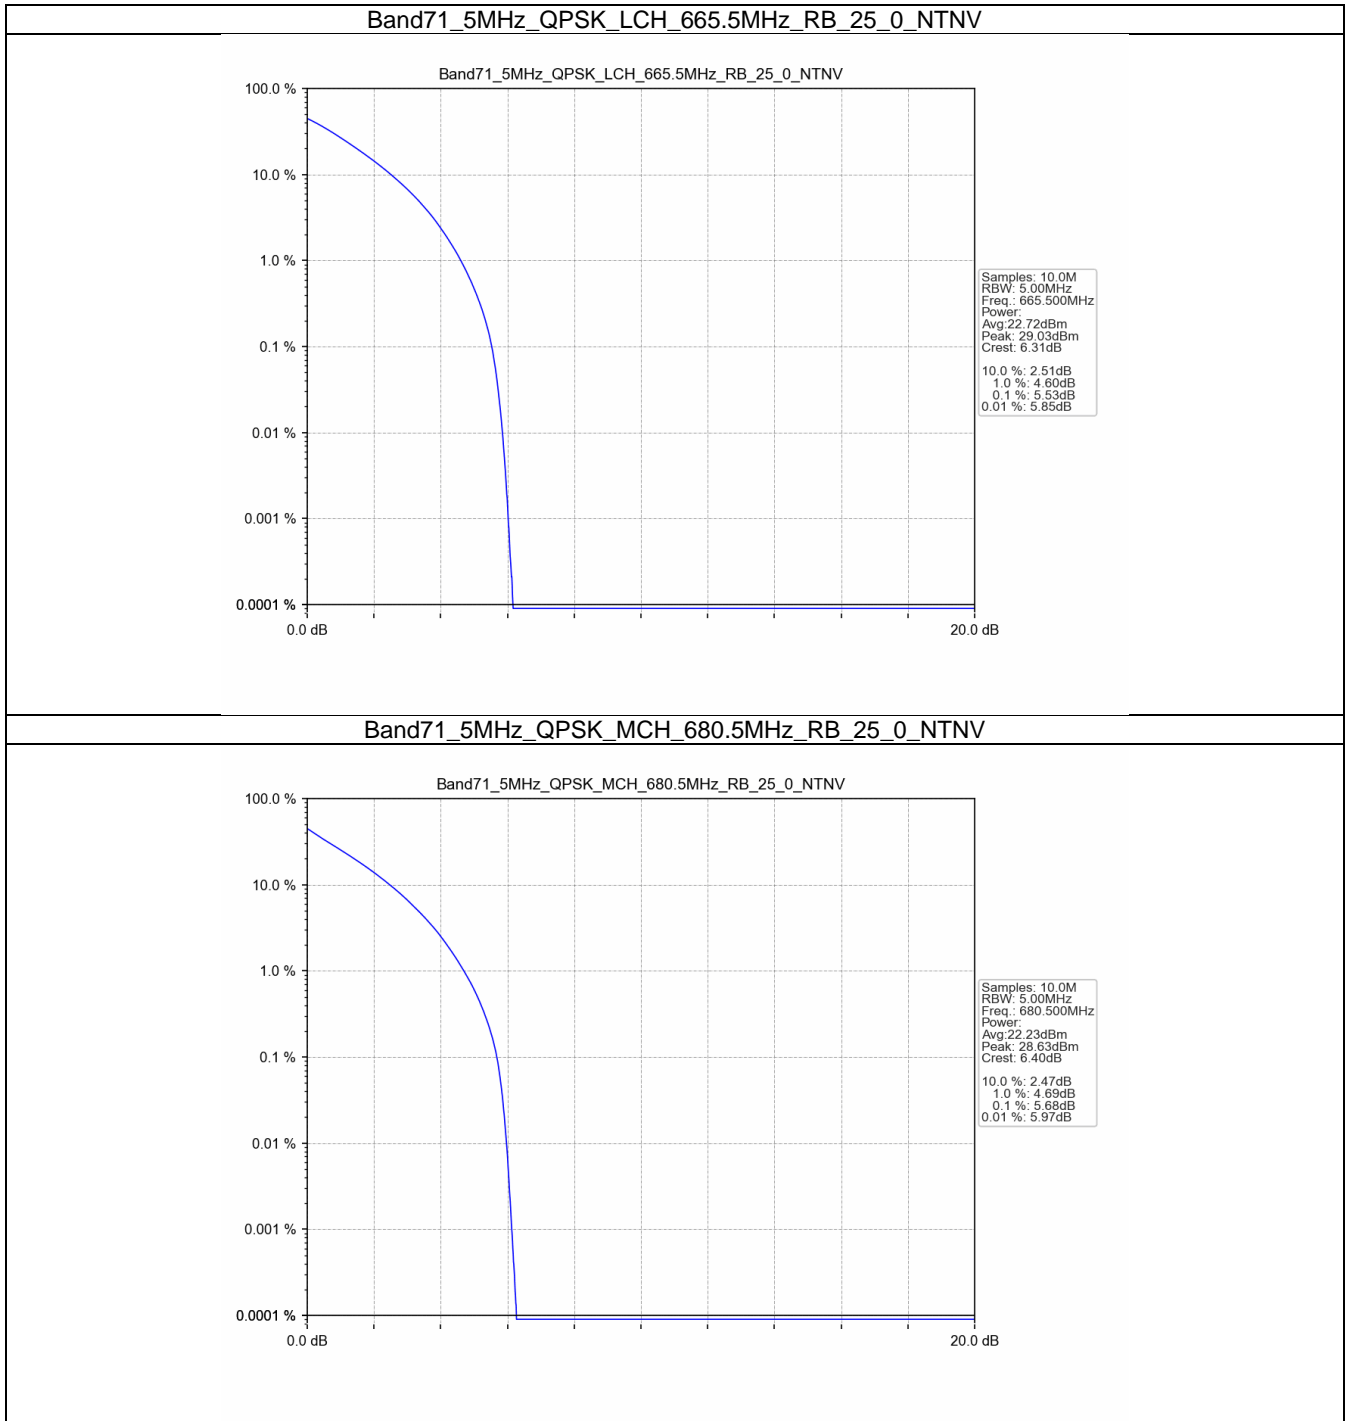 Band71_5MHz_QPSK_LCH_665.5MHz_RB_25_0_NTNV
Band71_5MHz_QPSK_LCH_665.5MHz_RB_25_0_NTNV
100.0 %
10.0 %
1.0 %
0.1 %
0.01 %
0.001 %
0.0001 %
0.0 dB
20.0 dB
Samples: 10.0M
RBW: 5.00MHz
Freq.: 665.500MHz
Power:
Avg:22.72dBm
Peak: 29.03dBm
Crest: 6.31dB
10.0 %: 2.51dB
1.0 %: 4.60dB
0.1 %: 5.53dB
0.01 %: 5.85dB
Band71_5MHz_QPSK_MCH_680.5MHz_RB_25_0_NTNV
Band71_5MHz_QPSK_MCH_680.5MHz_RB_25_0_NTNV
100.0 %
10.0 %
1.0 %
0.1 %
0.01 %
0.001 %
0.0001 %
0.0 dB
20.0 dB
Samples: 10.0M
RBW: 5.00MHz
Freq.: 680.500MHz
Power:
Avg:22.23dBm
Peak: 28.63dBm
Crest: 6.40dB
10.0 %: 2.47dB
1.0 %: 4.69dB
0.1 %: 5.68dB
0.01 %: 5.97dB